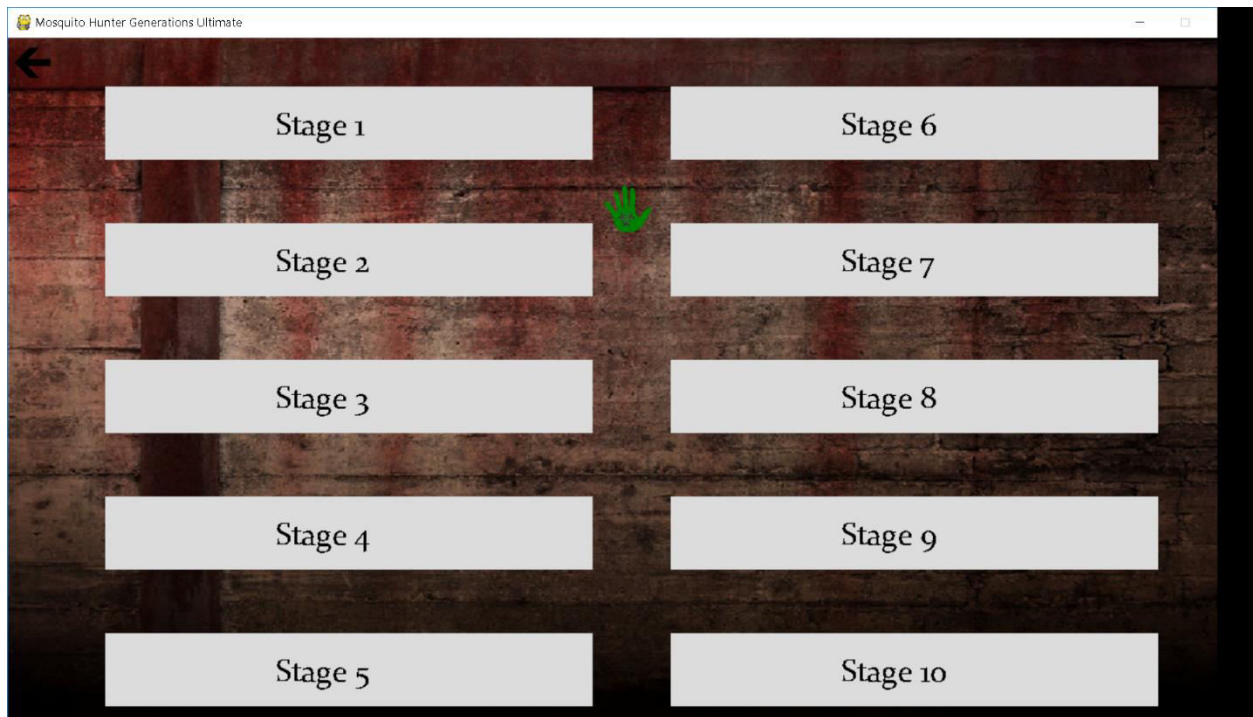 Mosquito Hunter Generations Ultimate
Stage 1
Stage 2
Stage 3
Stage 4
Stage 5
Stage 6
Stage 7
Stage 8
Stage 9
Stage 10